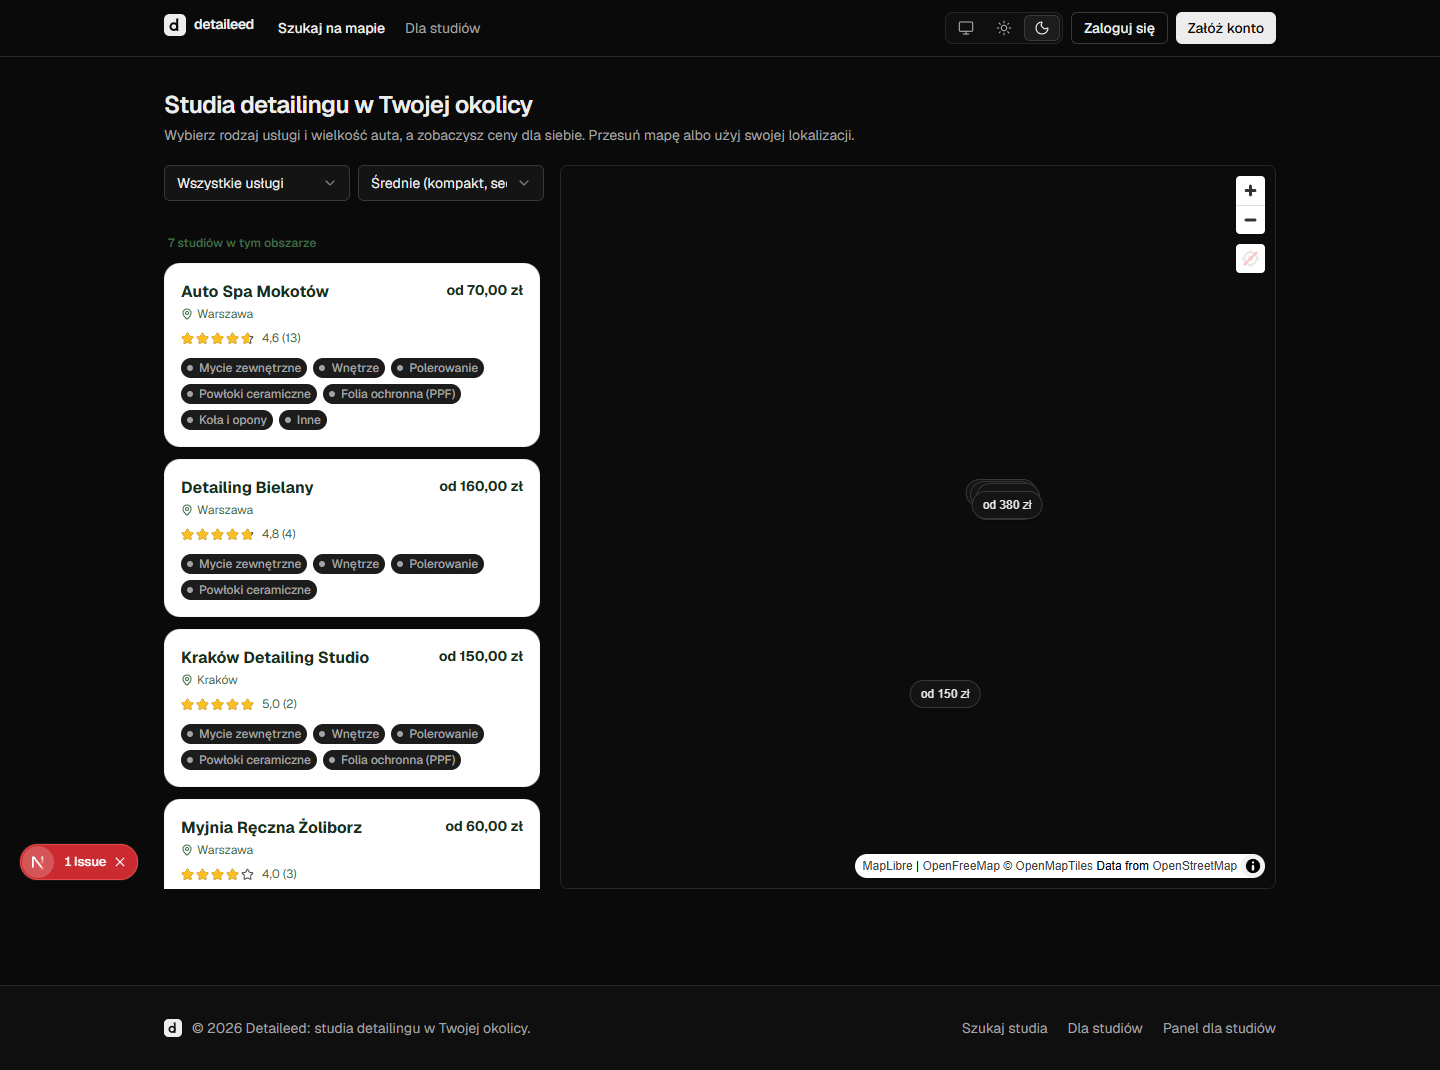 detaileed
Szukaj na mapie
Dla studiów
Zaloguj się
Załóż konto
Studia detailingu w Twojej okolicy
Wybierz rodzaj usługi i wielkość auta, a zobaczysz ceny dla siebie. Przesuń mapę albo użyj swojej lokalizacji.
Wszystkie usługi
Średnie (kompakt, se
7 studiów w tym obszarze
Auto Spa Mokotów
od 70,00 zł
Warszawa
4,6 (13)
Mycie zewnętrzne Wnętrze Polerowanie
Powłoki ceramiczne Folia ochronna (PPF)
Koła i opony Inne
Detailing Bielany
od 160,00 zł
Warszawa
4,8 (4)
Mycie zewnętrzne Wnętrze Polerowanie
Powłoki ceramiczne
Kraków Detailing Studio
od 150,00 zł
Kraków
5,0 (2)
Mycie zewnętrzne Wnętrze Polerowanie
Powłoki ceramiczne Folia ochronna (PPF)
Myjnia Ręczna Żoliborz
od 60,00 zł
Warszawa
4,0 (3)
od 380 zł
od 150 zł
MapLibre | OpenFreeMap © OpenMapTiles Data from OpenStreetMap
1 Issue
d © 2026 Detaileed: studia detailingu w Twojej okolicy.
Szukaj studia
Dla studiów
Panel dla studiów